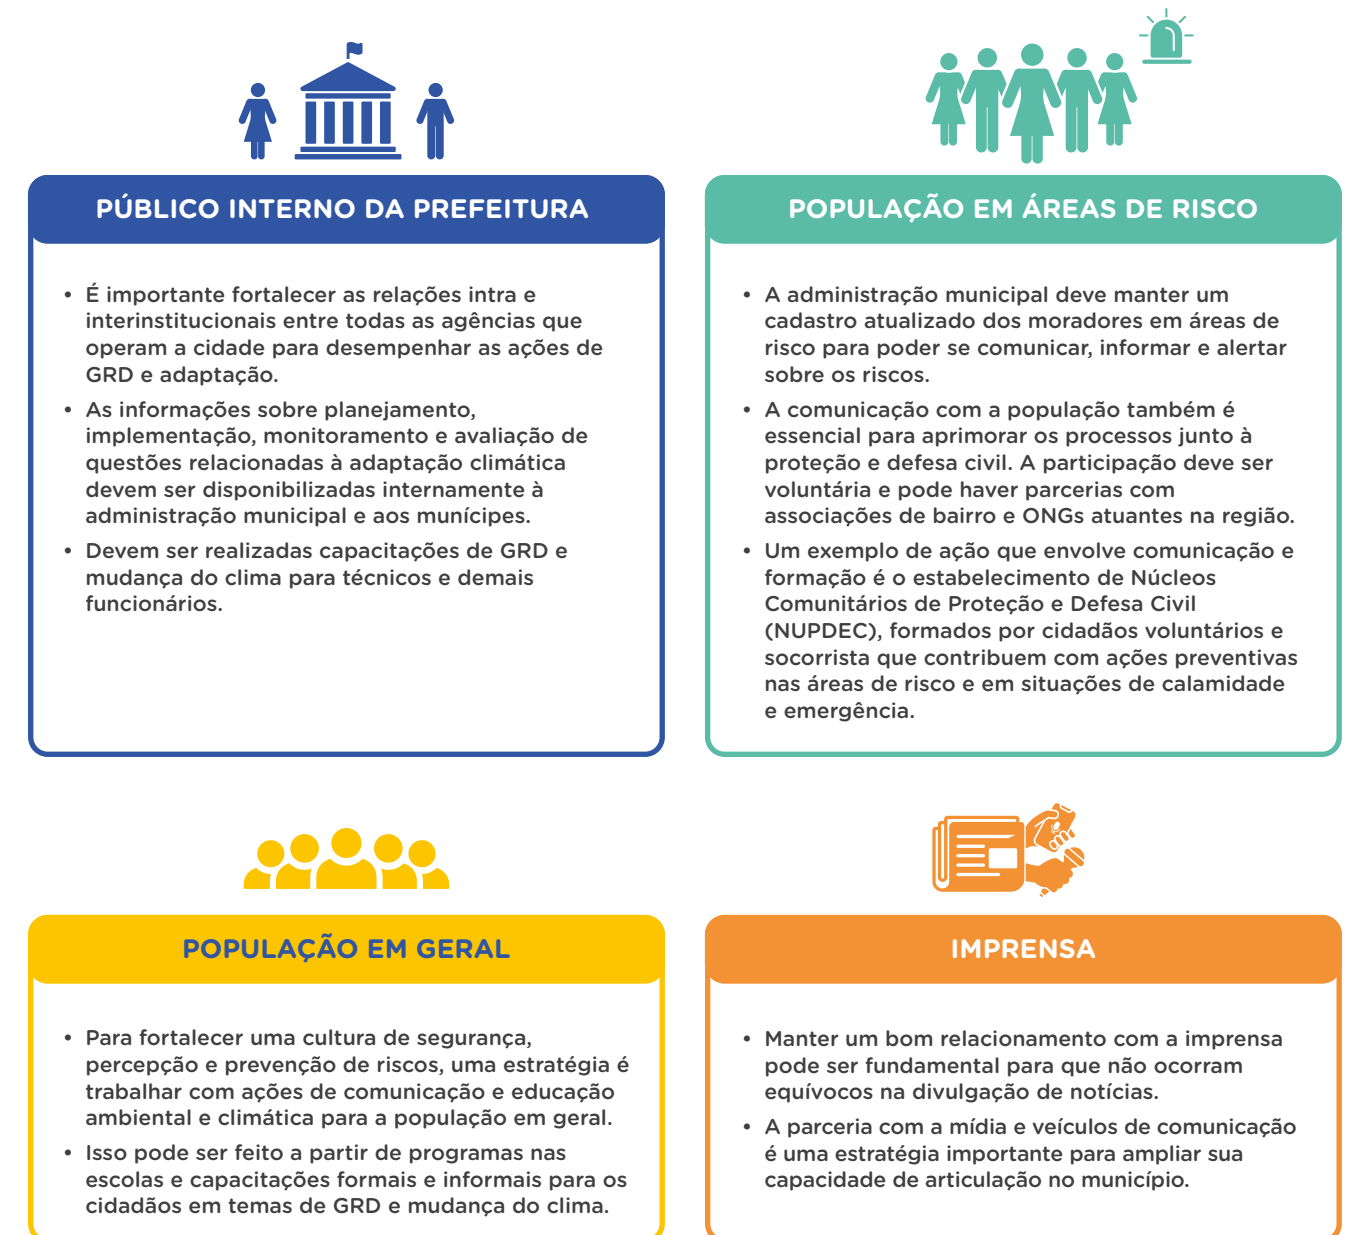 PÚBLICO INTERNO DA PREFEITURA
• É importante fortalecer as relações intra e
interinstitucionais entre todas as agências que
operam a cidade para desempenhar as ações de
GRD e adaptação.
• As informações sobre planejamento,
implementação, monitoramento e avaliação de
questões relacionadas à adaptação climática
devem ser disponibilizadas internamente à
administração municipal e aos munícipes.
• Devem ser realizadas capacitações de GRD e
mudança do clima para técnicos e demais
funcionários.
POPULAÇÃO EM ÁREAS DE RISCO
• A administração municipal deve manter um
cadastro atualizado dos moradores em áreas de
risco para poder se comunicar, informar e alertar
sobre os riscos.
• A comunicação com a população também é
essencial para aprimorar os processos junto à
proteção e defesa civil. A participação deve ser
voluntária e pode haver parcerias com
associações de bairro e ONGs atuantes na região.
• Um exemplo de ação que envolve comunicação e
formação é o estabelecimento de Núcleos
Comunitários de Proteção e Defesa Civil
(NUPDEC), formados por cidadãos voluntários e
socorrista que contribuem com ações preventivas
nas áreas de risco e em situações de calamidade
e emergência.
POPULAÇÃO EM GERAL
• Para fortalecer uma cultura de segurança,
percepção e prevenção de riscos, uma estratégia é
trabalhar com ações de comunicação e educação
ambiental e climática para a população em geral.
• Isso pode ser feito a partir de programas nas
escolas e capacitações formais e informais para os
cidadãos em temas de GRD e mudança do clima.
IMPRENSA
• Manter um bom relacionamento com a imprensa
pode ser fundamental para que não ocorram
equívocos na divulgação de notícias.
• A parceria com a mídia e veículos de comunicação
é uma estratégia importante para ampliar sua
capacidade de articulação no município.